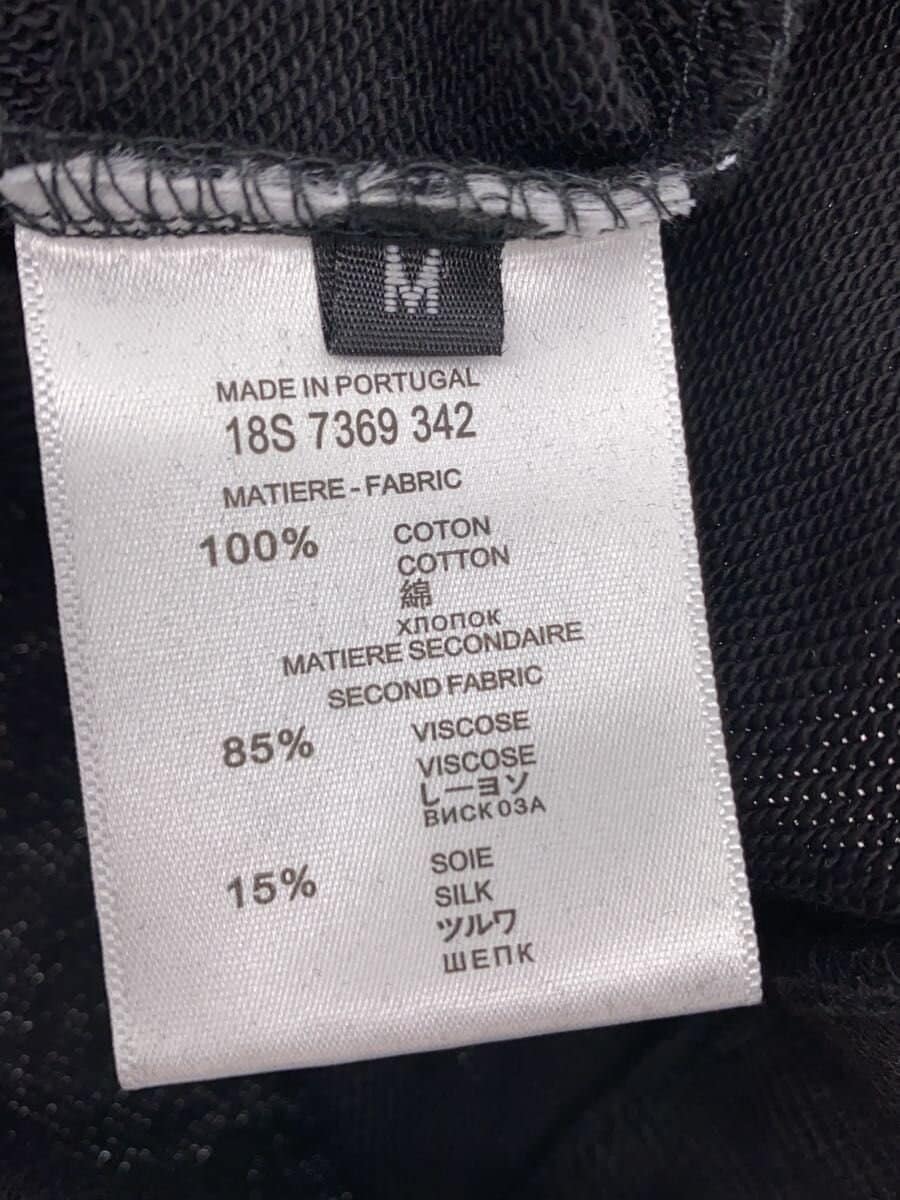 M
MADE IN PORTUGAL
18S 7369 342
MATIERE - FABRIC
100% COTON
COTTON
綿
хлопок
MATIERE SECONDAIRE
SECOND FABRIC
85% VISCOSE
VISCOSE
レーヨソ
ВИСК03А
15% SOIE
SILK
ツルワ
ШЕПК